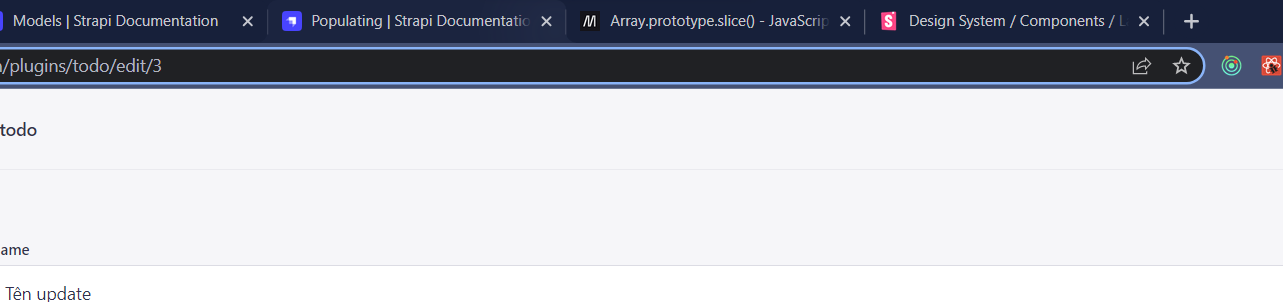 Models | Strapi Documentation
Populating | Strapi Documentatio
Array.prototype.slice() - JavaScrip
Design System / Components / L
/plugins/todo/edit/3
todo
ame
Tên update